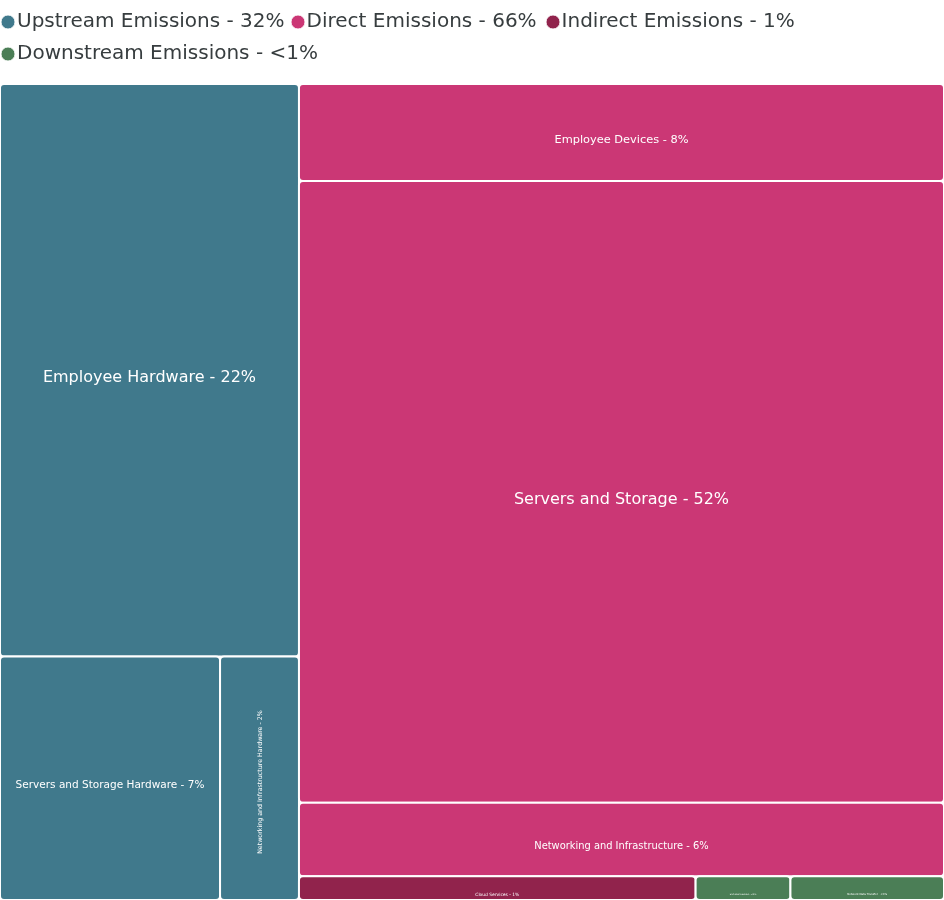 Upstream Emissions - 32% Direct Emissions - 66% Indirect Emissions - 1%
Downstream Emissions - <1%
Employee Devices - 8%
Employee Hardware - 22%
Servers and Storage - 52%
Servers and Storage Hardware - 7%
Networking and Infrastructure Hardware - 2%
Networking and Infrastructure - 6%
Cloud Services - 1%